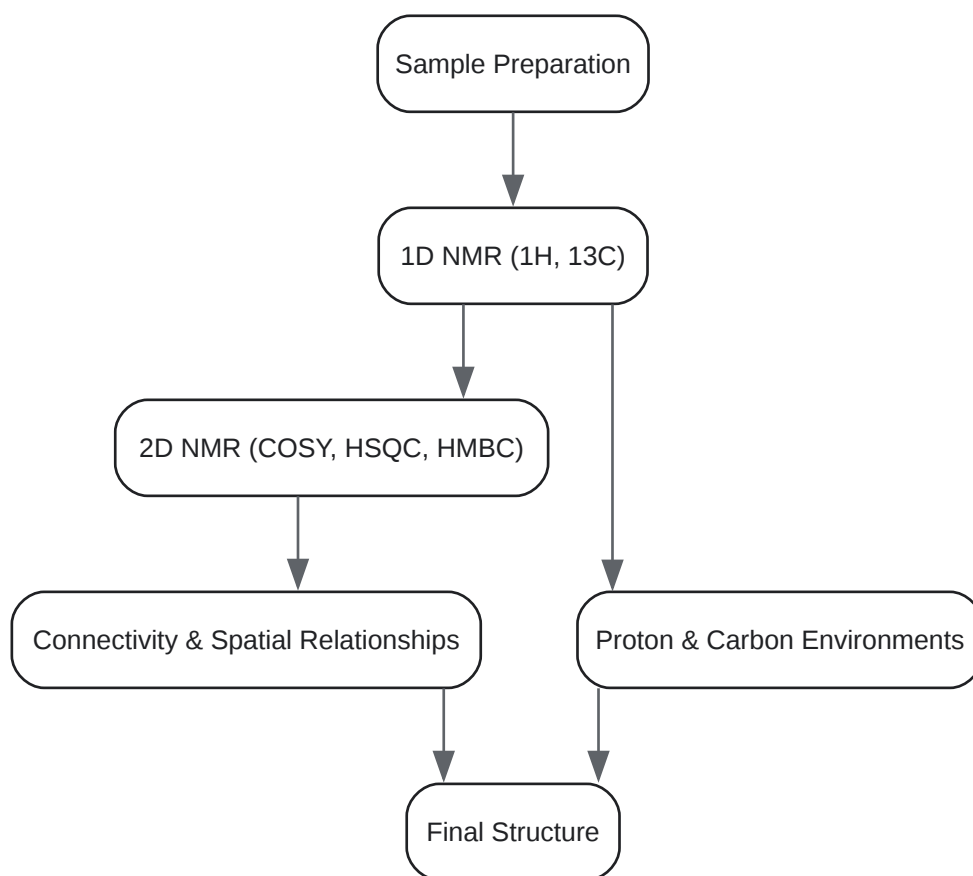 Sample Preparation
1D NMR (1H, 13C)
2D NMR (COSY, HSQC, HMBC)
Connectivity & Spatial Relationships
Proton & Carbon Environments
Final Structure